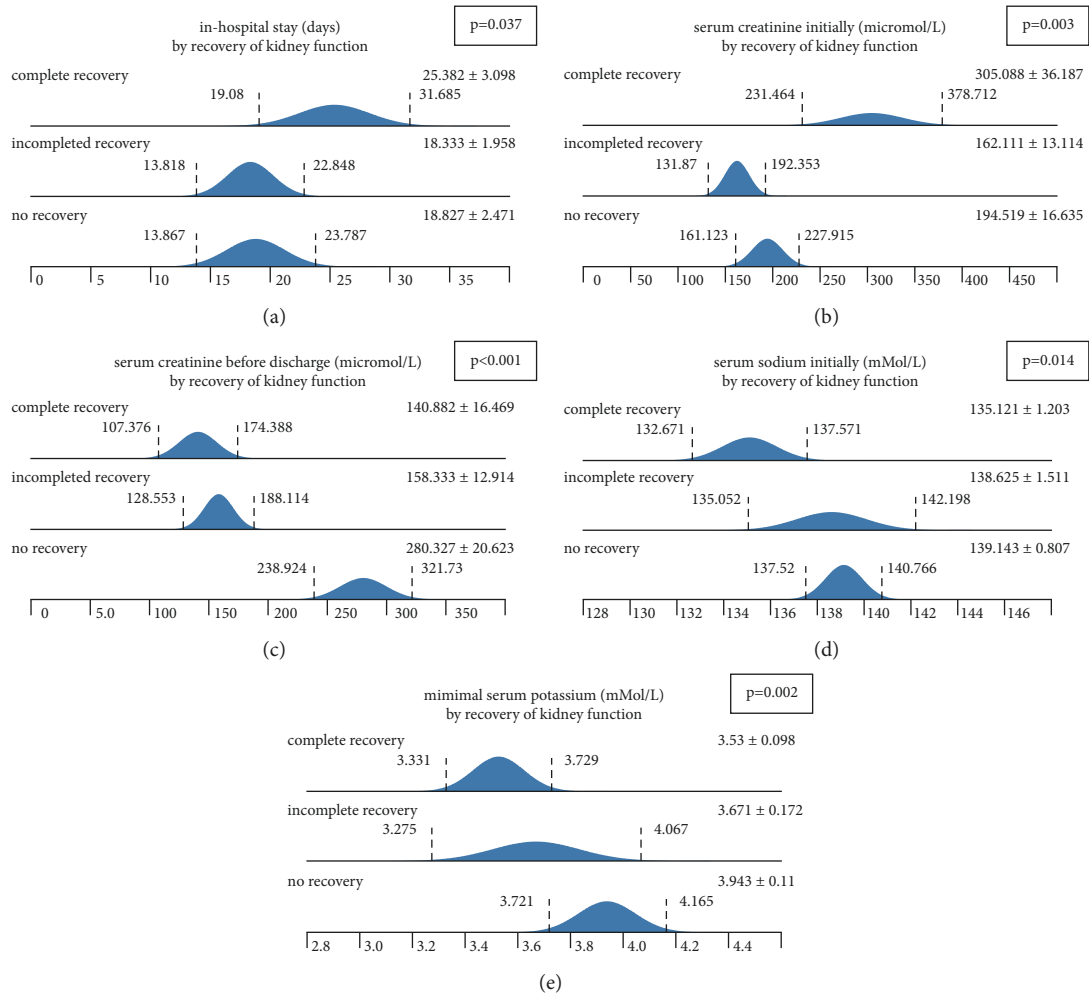 in-hospital stay (days)
by recovery of kidney function
p=0.037
complete recovery
25.382 ± 3.098
19.08
31.685
incompleted recovery
18.333 ± 1.958
13.818
22.848
no recovery
18.827 ± 2.471
13.867
23.787
0 5 10 15 20 25 30 35
(a)
serum creatinine initially (micromol/L)
by recovery of kidney function
p=0.003
complete recovery
305.088 ± 36.187
231.464
378.712
incompleted recovery
162.111 ± 13.114
131.87
192.353
no recovery
194.519 ± 16.635
161.123
227.915
0 50 100 150 200 250 300 350 400 450
(b)
serum creatinine before discharge (micromol/L)
by recovery of kidney function
p<0.001
complete recovery
140.882 ± 16.469
107.376
174.388
incompleted recovery
158.333 ± 12.914
128.553
188.114
no recovery
280.327 ± 20.623
238.924
321.73
0 5.0 100 150 200 250 300 350
(c)
serum sodium initially (mMol/L)
by recovery of kidney function
p=0.014
complete recovery
135.121 ± 1.203
132.671
137.571
incomplete recovery
138.625 ± 1.511
135.052
142.198
no recovery
139.143 ± 0.807
137.52
140.766
128 130 132 134 136 138 140 142 144 146
(d)
mimimal serum potassium (mMol/L)
by recovery of kidney function
p=0.002
complete recovery
3.53 ± 0.098
3.331
3.729
incomplete recovery
3.671 ± 0.172
3.275
4.067
no recovery
3.943 ± 0.11
3.721
4.165
2.8 3.0 3.2 3.4 3.6 3.8 4.0 4.2 4.4
(e)